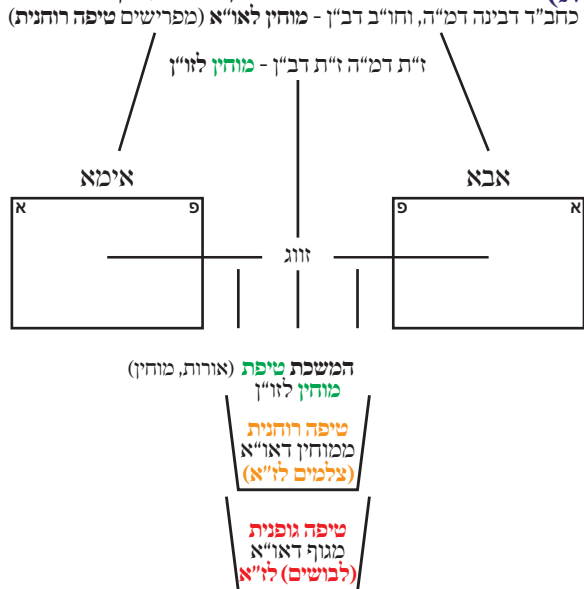 כחב"ד דבינה דמ"ה, וחו"ב דב"ן - מוחין לאו"א (מפרישים טיפה רוחנית)
ז"ת דמ"ה ז"ת דב"ן - מוחין לזו"ן
אבא
אימא
א
פ
פ
א
זווג
המשכת טיפת (אורות, מוחין)
מוחין לזו"ן
טיפה רוחנית
ממוחין דאו"א
(צלמים לז"א)
טיפה גופנית
מגוף דאו"א
(לבושים) לז"א